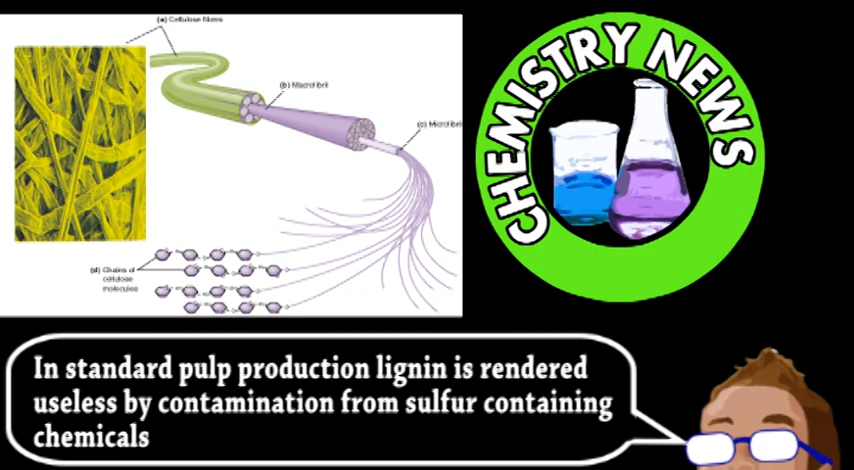 (a) Cellulose fibres
(b) Macrofibril
(c) Microfibril
(d) Chains of
cellulose
molecules
CHEMISTRY NEWS
In standard pulp production lignin is rendered
useless by contamination from sulfur containing
chemicals